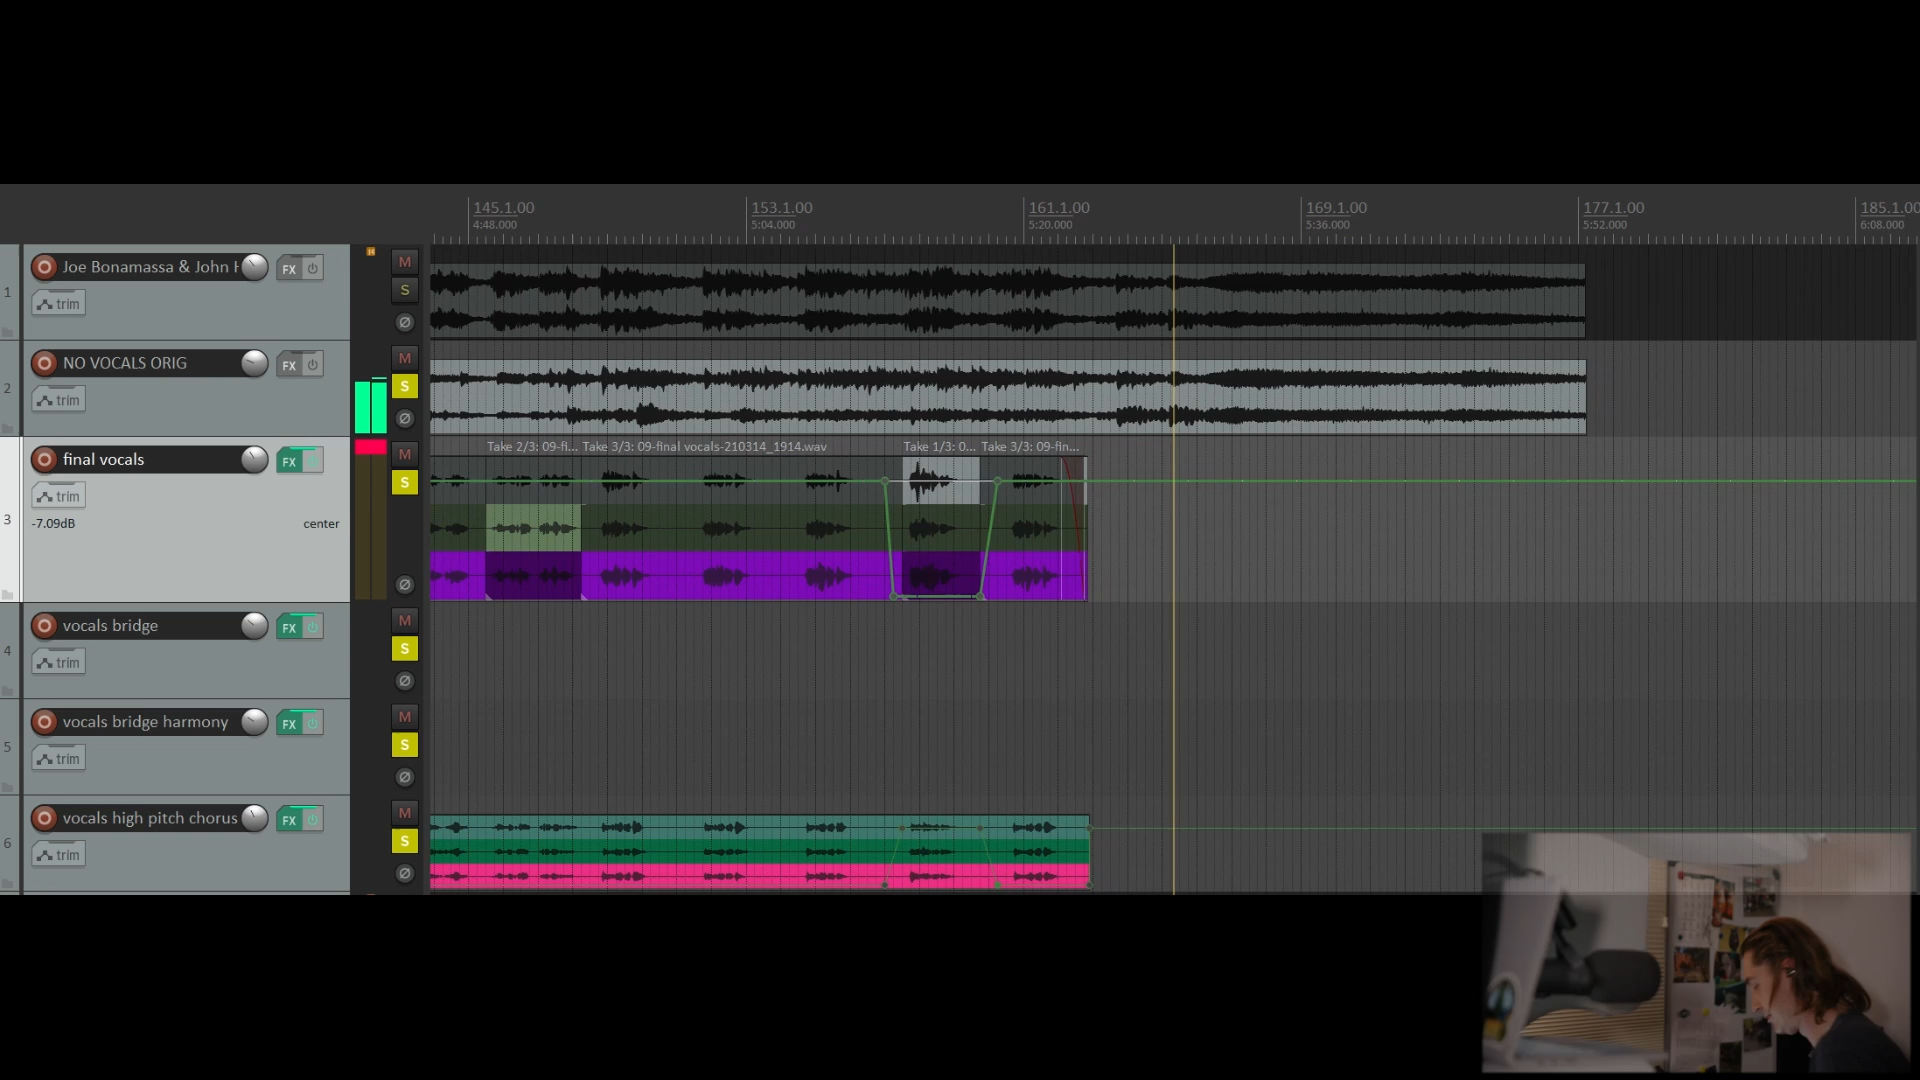 145.1.00 153.1.00 161.1.00 169.1.00 177.1.00 185.1.00
4:48.000 5:04.000 5:20.000 5:36.000 5:52.000 6:08.000
1 Joe Bonamassa & John H FX M
S
trim
2 NO VOCALS ORIG FX M
S
trim
Take 2/3: 09-fi... Take 3/3: 09-final vocals-210314_1914.wav Take 1/3: 0... Take 3/3: 09-fin...
3 final vocals FX M
S
trim
-7.09dB center
4 vocals bridge FX M
S
trim
5 vocals bridge harmony FX M
S
trim
6 vocals high pitch chorus FX M
S
trim